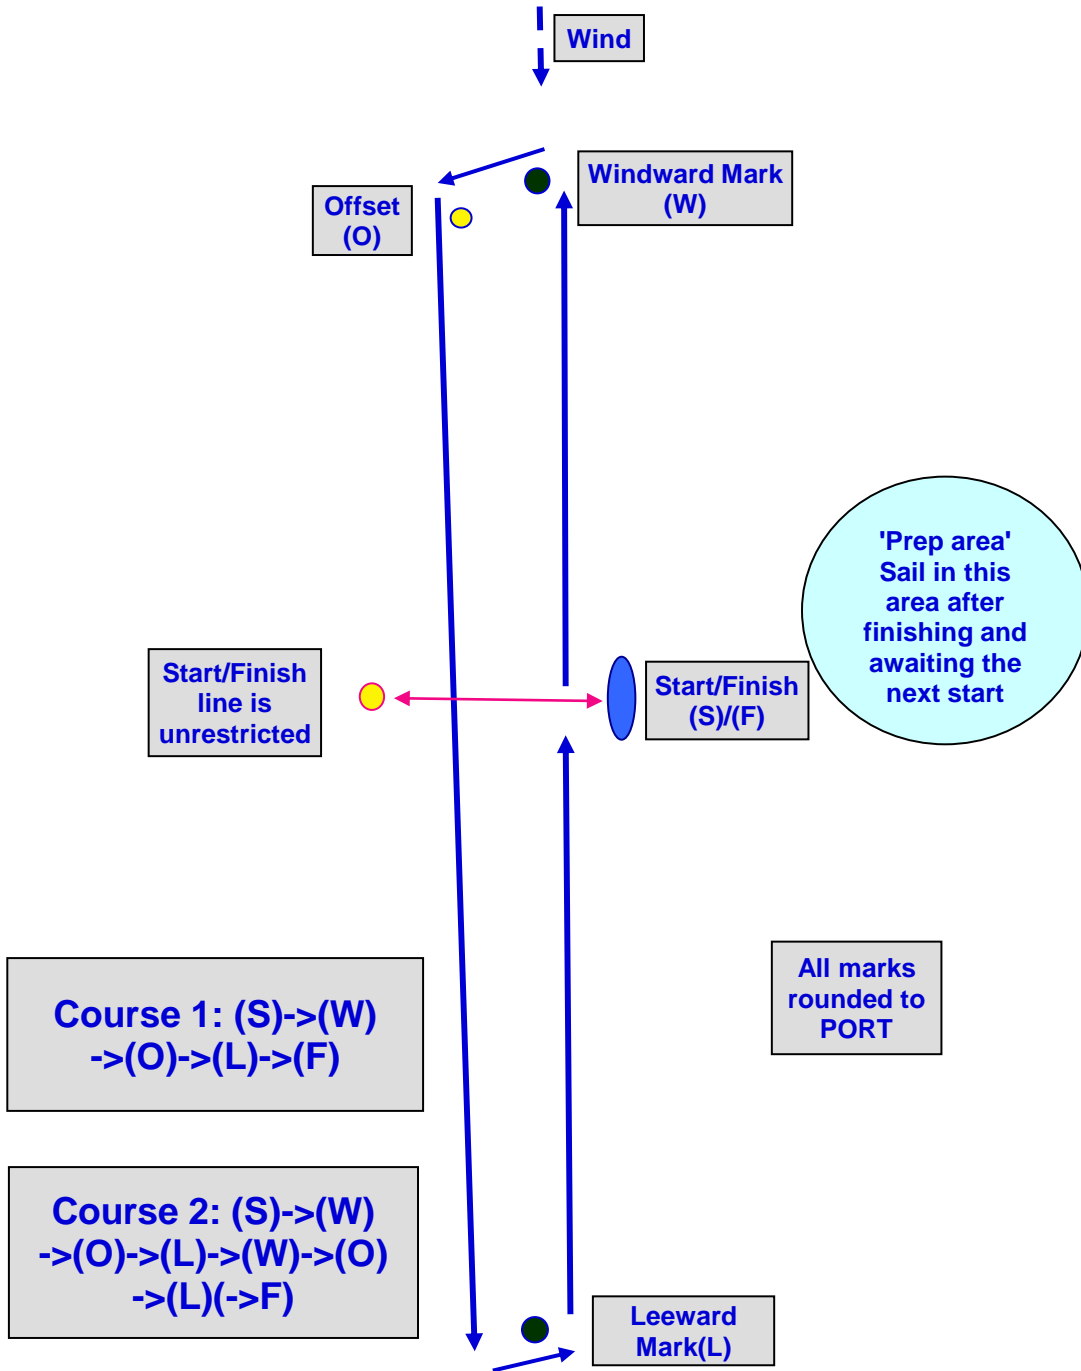 Wind
Windward Mark
(W)
Offset
(O)
'Prep area'
Sail in this
area after
finishing and
awaiting the
next start
Start/Finish
line is
unrestricted
Start/Finish
(S)/(F)
All marks
rounded to
PORT
Course 1: (S)->(W)
->(O)->(L)->(F)
Course 2: (S)->(W)
->(O)->(L)->(W)->(O)
->(L)(->F)
Leeward
Mark(L)